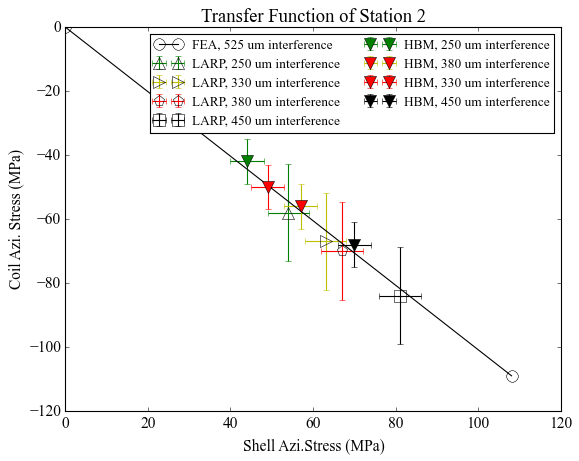 Transfer Function of Station 2
FEA, 525 um interference
LARP, 250 um interference
LARP, 330 um interference
LARP, 380 um interference
LARP, 450 um interference
HBM, 250 um interference
HBM, 380 um interference
HBM, 330 um interference
HBM, 450 um interference
Coil Azi. Stress (MPa)
0
−20
−40
−60
−80
−100
−120
0 20 40 60 80 100 120
Shell Azi.Stress (MPa)